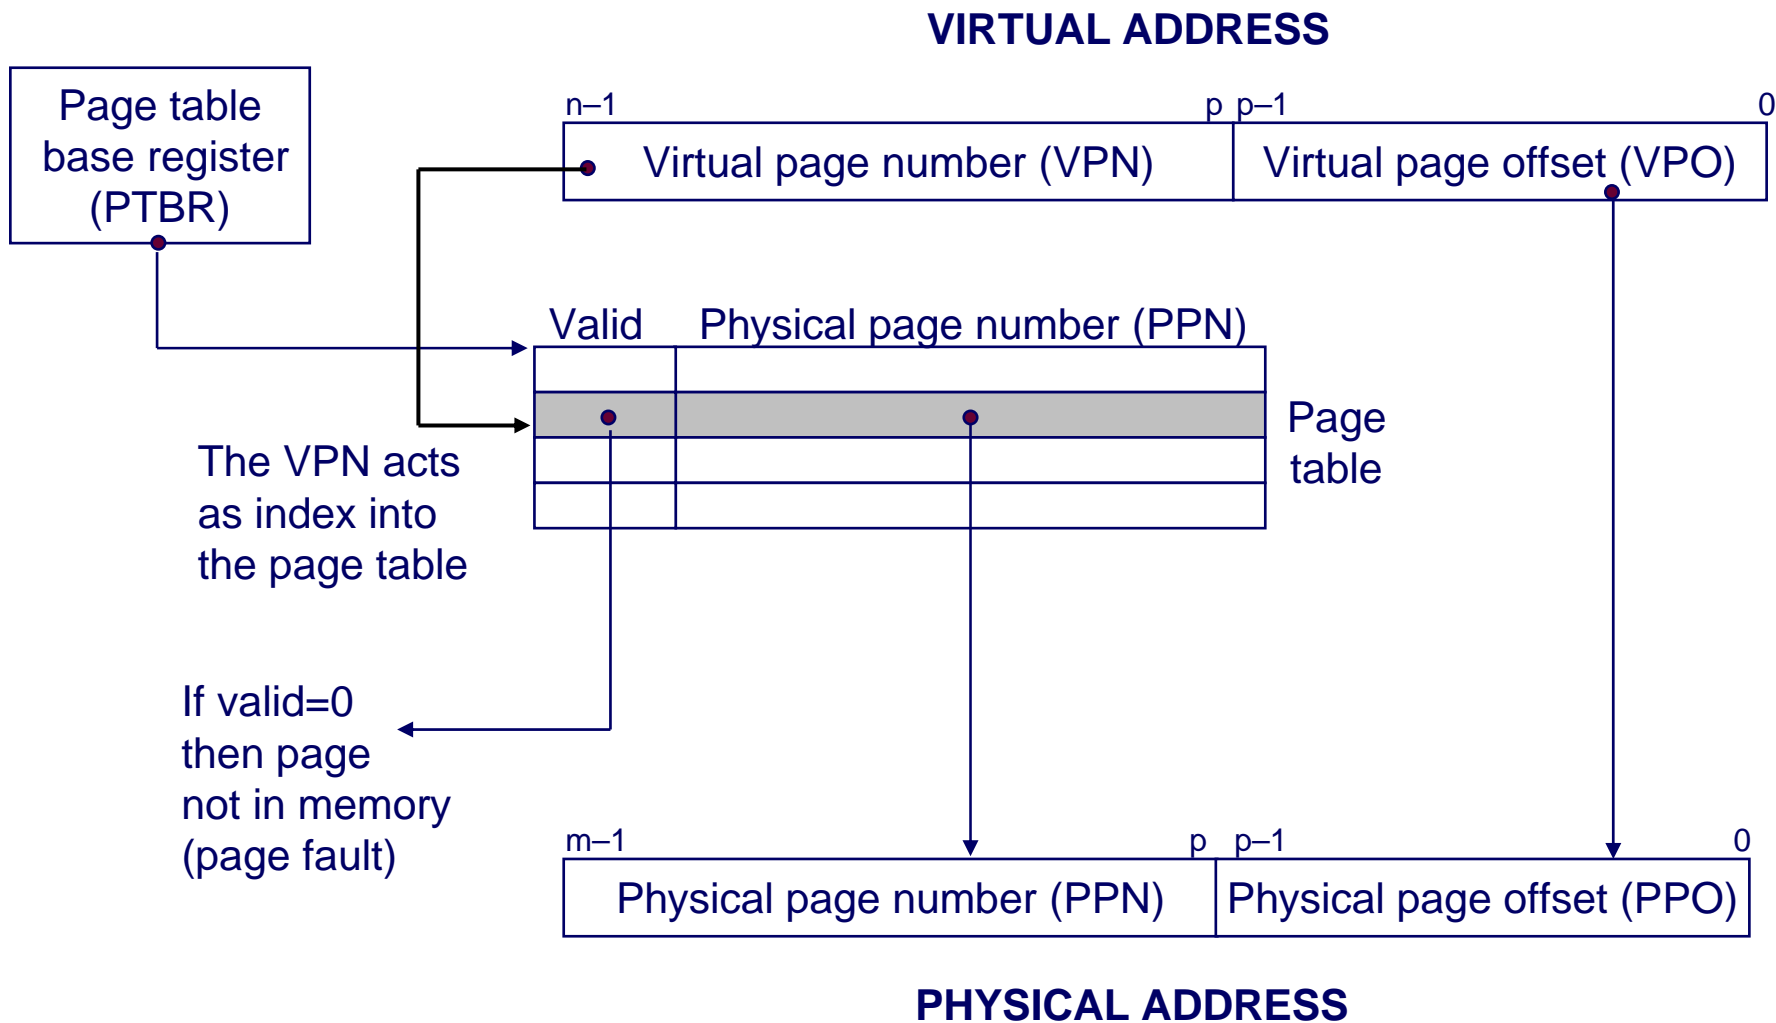 VIRTUAL ADDRESS
Page table
base register
(PTBR)
n–1 p p–1 0
Virtual page number (VPN) Virtual page offset (VPO)
Valid Physical page number (PPN)
Page
table
The VPN acts
as index into
the page table
If valid=0
then page
not in memory
(page fault)
m–1 p p–1 0
Physical page number (PPN) Physical page offset (PPO)
PHYSICAL ADDRESS